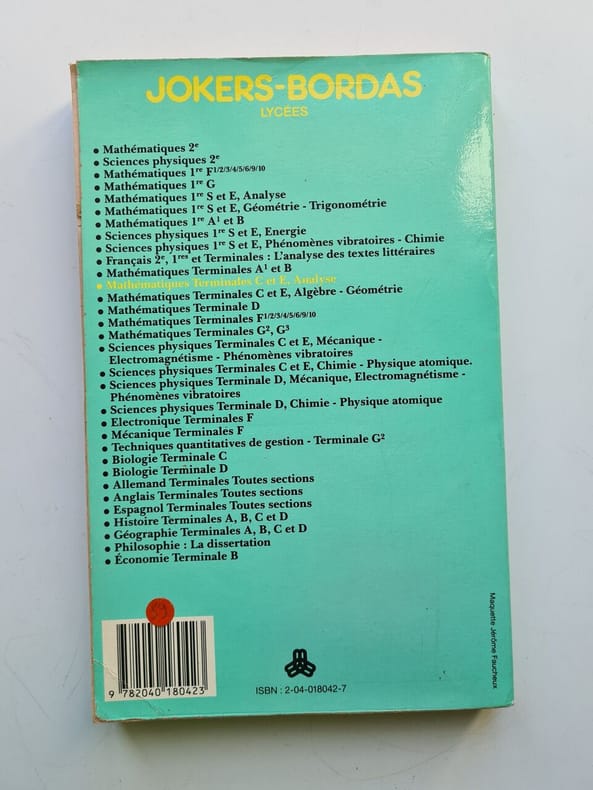 JOKERS-BORDAS
LYCÉES
• Mathématiques 2e
• Sciences physiques 2e
• Mathématiques 1re F1/2/3/4/5/6/9/10
• Mathématiques 1re G
• Mathématiques 1re S et E, Analyse
• Mathématiques 1re S et E, Géométrie - Trigonométrie
• Mathématiques 1re A1 et B
• Sciences physiques 1re S et E, Energie
• Sciences physiques 1re S et E, Phénomènes vibratoires - Chimie
• Français 2e, 1res et Terminales : L'analyse des textes littéraires
• Mathématiques Terminales A1 et B
• Mathématiques Terminales C et E, Analyse
• Mathématiques Terminales C et E, Algèbre - Géométrie
• Mathématiques Terminale D
• Mathématiques Terminales F1/2/3/4/5/6/9/10
• Mathématiques Terminales G2, G3
• Sciences physiques Terminales C et E, Mécanique -
Electromagnétisme - Phénomènes vibratoires
• Sciences physiques Terminales C et E, Chimie - Physique atomique.
• Sciences physiques Terminale D, Mécanique, Electromagnétisme -
Phénomènes vibratoires
• Sciences physiques Terminale D, Chimie - Physique atomique
• Electronique Terminales F
• Mécanique Terminales F
• Techniques quantitatives de gestion - Terminale G2
• Biologie Terminale C
• Biologie Terminale D
• Allemand Terminales Toutes sections
• Anglais Terminales Toutes sections
• Espagnol Terminales Toutes sections
• Histoire Terminales A, B, C et D
• Géographie Terminales A, B, C et D
• Philosophie : La dissertation
• Économie Terminale B
9 782040 180423
ISBN : 2-04-018042-7
Maquette Jérôme Faucheux